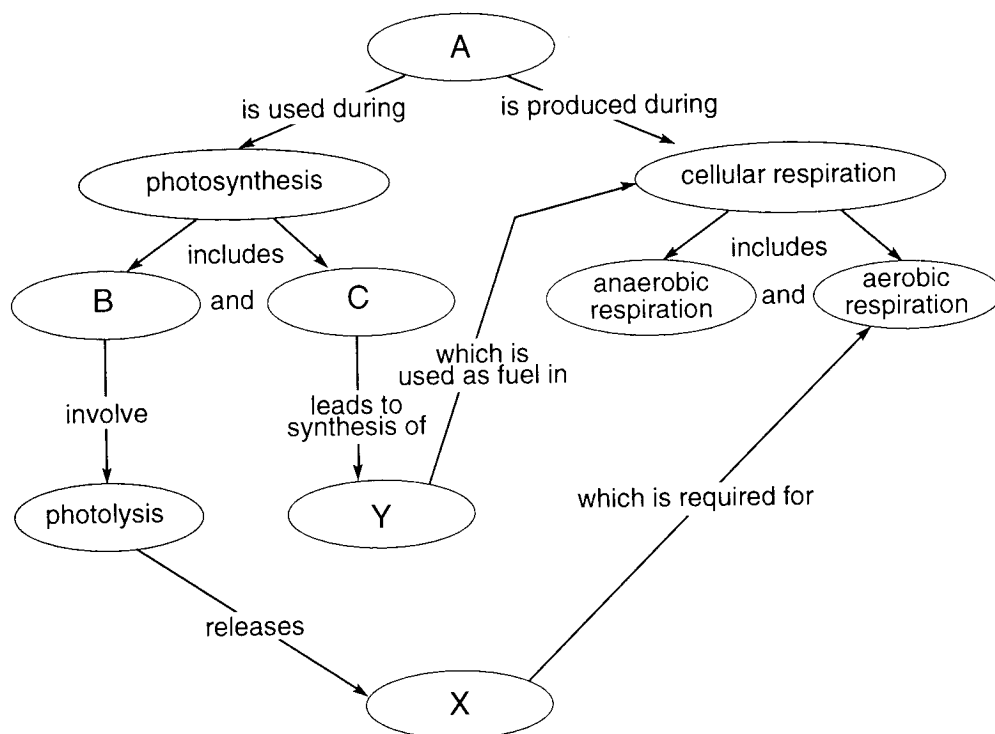 A
is used during
is produced during
photosynthesis
cellular respiration
includes
includes
B
and
C
anaerobic
respiration
and
aerobic
respiration
which is
used as fuel in
involve
leads to
synthesis of
photolysis
Y
which is required for
releases
X